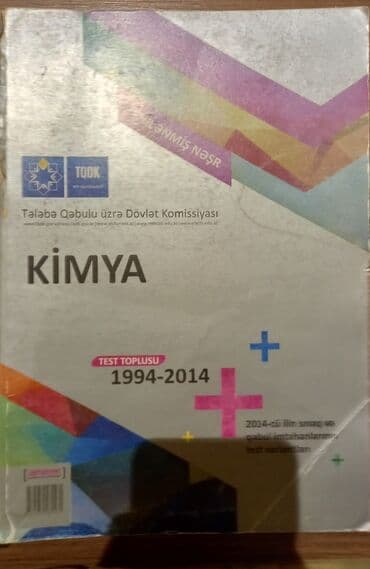 LƏNMİŞ NƏŞR
TQDK
Tələbə Qəbulu üzrə Dövlət Komissiyası
KİMYA
TEST TOPLUSU
1994-2014
2014-cü ilin sınaq və
qəbul imtahanlarının
test variantları